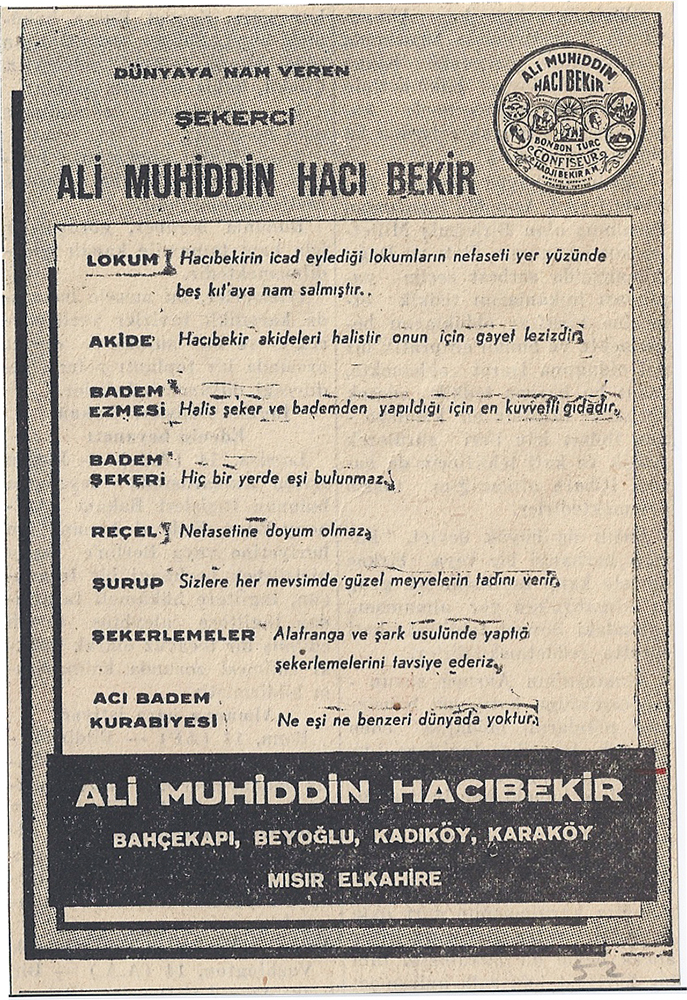 DÜNYAYA NAM VEREN
ŞEKERCİ
ALİ MUHİDDİN HACI BEKİR
ALİ MUHİDDİN
HACI BEKİR
BONBON TURC
CONFISEUR
HADJI BEKIR
LOKUM Hacıbekirin icad eylediği lokumların nefaseti yer yüzünde
beş kıt'aya nam salmıştır..
AKİDE Hacıbekir akideleri halistir onun için gayet lezizdir
BADEM
EZMESİ Halis şeker ve bademden yapıldığı için en kuvvetli gıdadır.
BADEM
ŞEKERİ Hiç bir yerde eşi bulunmaz.
REÇEL Nefasetine doyum olmaz
ŞURUP Sizlere her mevsimde güzel meyvelerin tadını verir
ŞEKERLEMELER Alafranga ve şark usulünde yaptığı
şekerlemelerini tavsiye ederiz
ACI BADEM
KURABİYESİ Ne eşi ne benzeri dünyada yoktur.
ALİ MUHİDDİN HACIBEKİR
BAHÇEKAPI, BEYOĞLU, KADIKÖY, KARAKÖY
MISIR ELKAHİRE
52